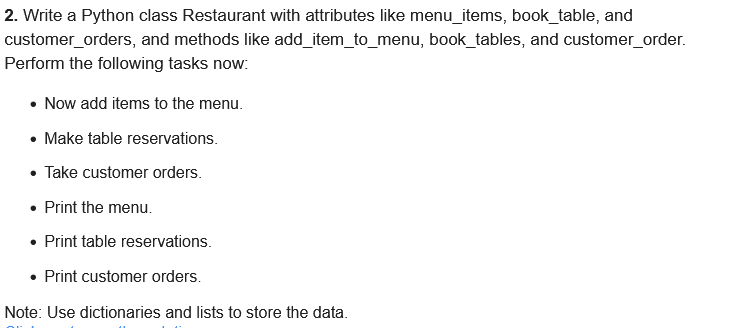 2. Write a Python class Restaurant with attributes like menu_items, book_table, and
customer_orders, and methods like add_item_to_menu, book_tables, and customer_order.
Perform the following tasks now:
• Now add items to the menu.
• Make table reservations.
• Take customer orders.
• Print the menu.
• Print table reservations.
• Print customer orders.
Note: Use dictionaries and lists to store the data.